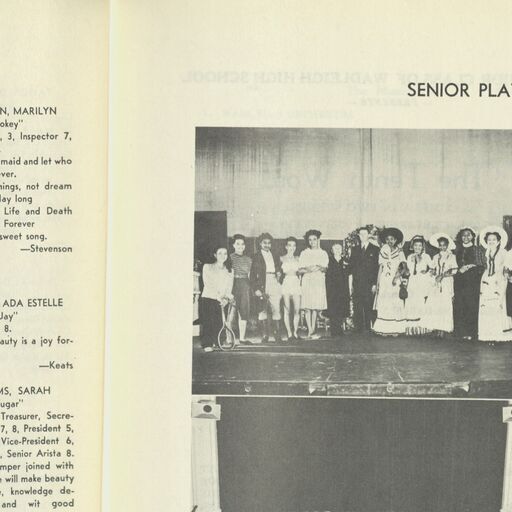 N, MARILYN
okey"
, 3, Inspector 7,
maid and let who
ver.
nings, not dream
day long
Life and Death
Forever
sweet song.
—Stevenson
ADA ESTELLE
Jay"
8.
auty is a joy for-
—Keats
MS, SARAH
ugar"
Treasurer, Secre-
7, 8, President 5,
Vice-President 6,
, Senior Arista 8.
mper joined with
e will make beauty
e, knowledge de-
and wit good
SENIOR PLA